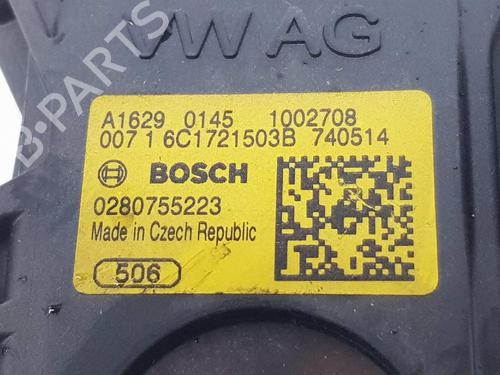 VW AG
A1629 0145 1002708
007 1 6C1721503B 740514
BOSCH
0280755223
Made in Czech Republic
506
B-PARTS